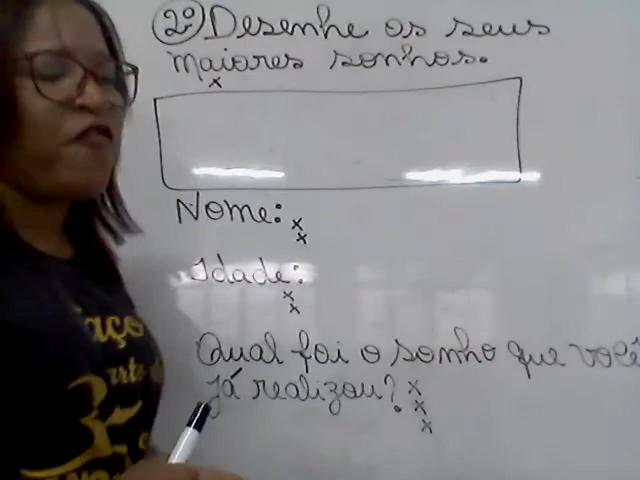 2º Desenhe os seus
maiores sonhos.
x
Nome: x
x
Idade:
x
x
Qual foi o sonho que você
já realizou? x
x
x